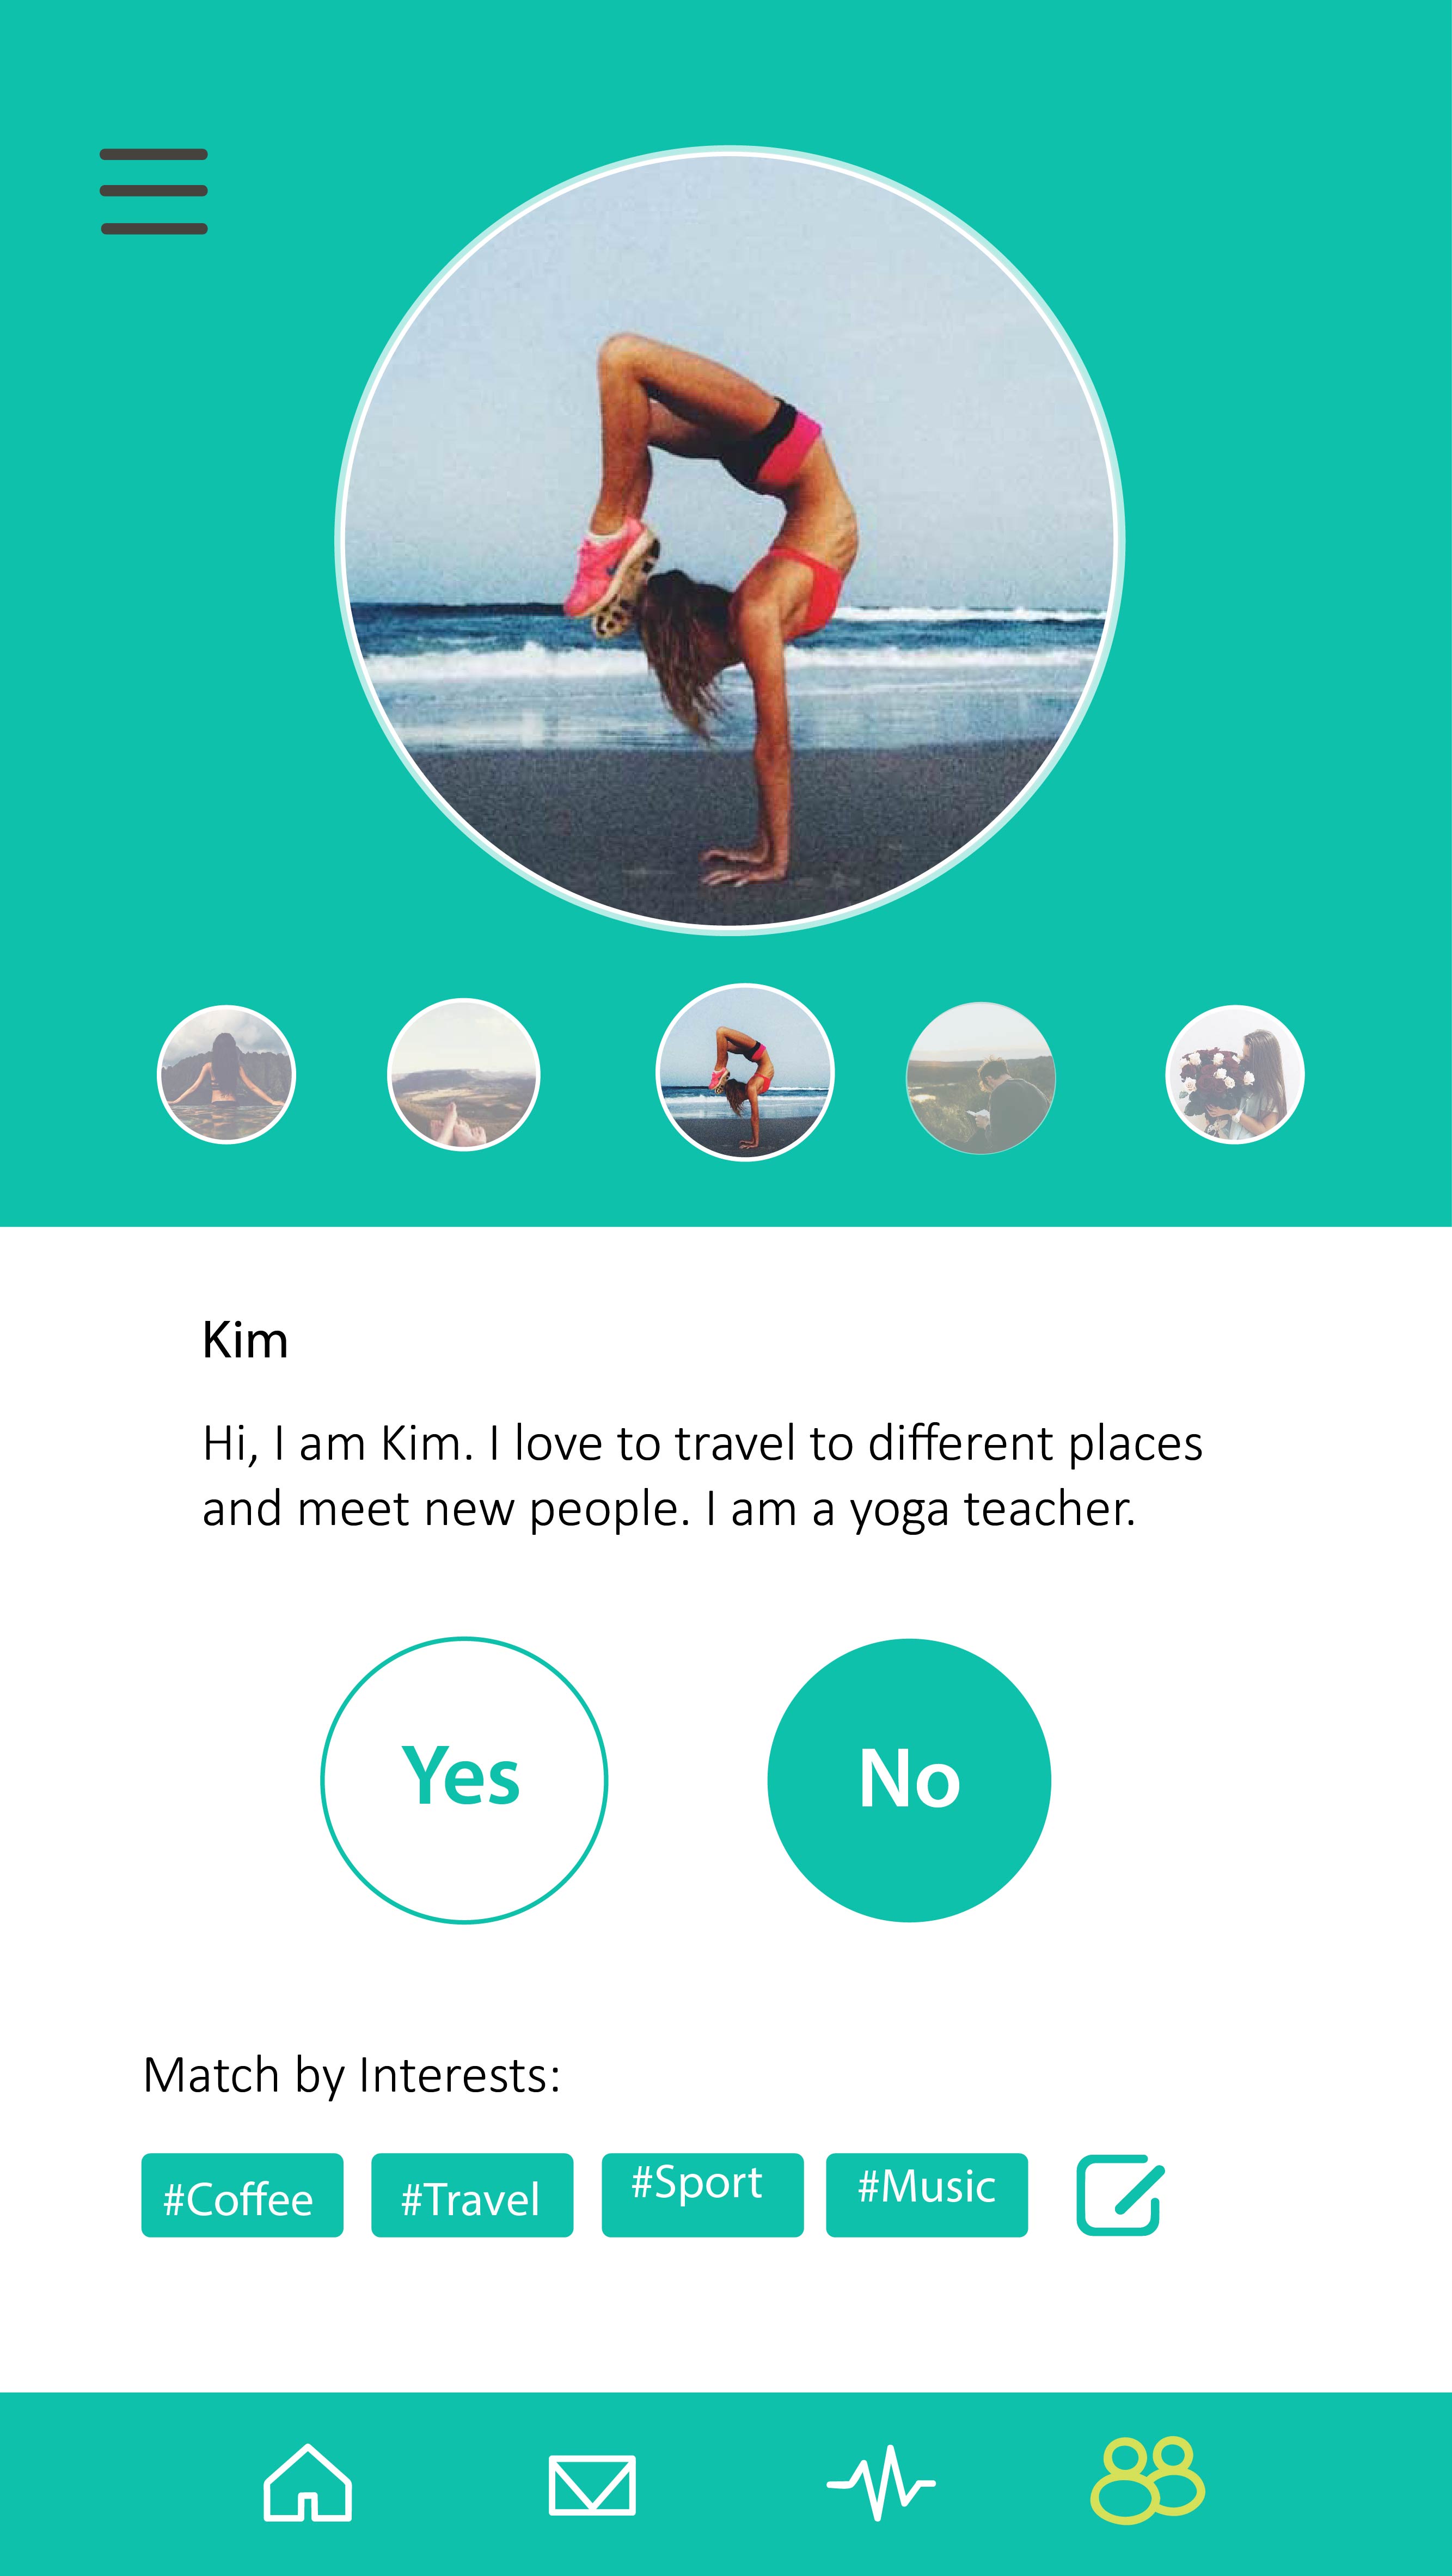 Kim
Hi, I am Kim. I love to travel to different places
and meet new people. I am a yoga teacher.
Yes
No
Match by Interests:
#Coffee
#Travel
#Sport
#Music